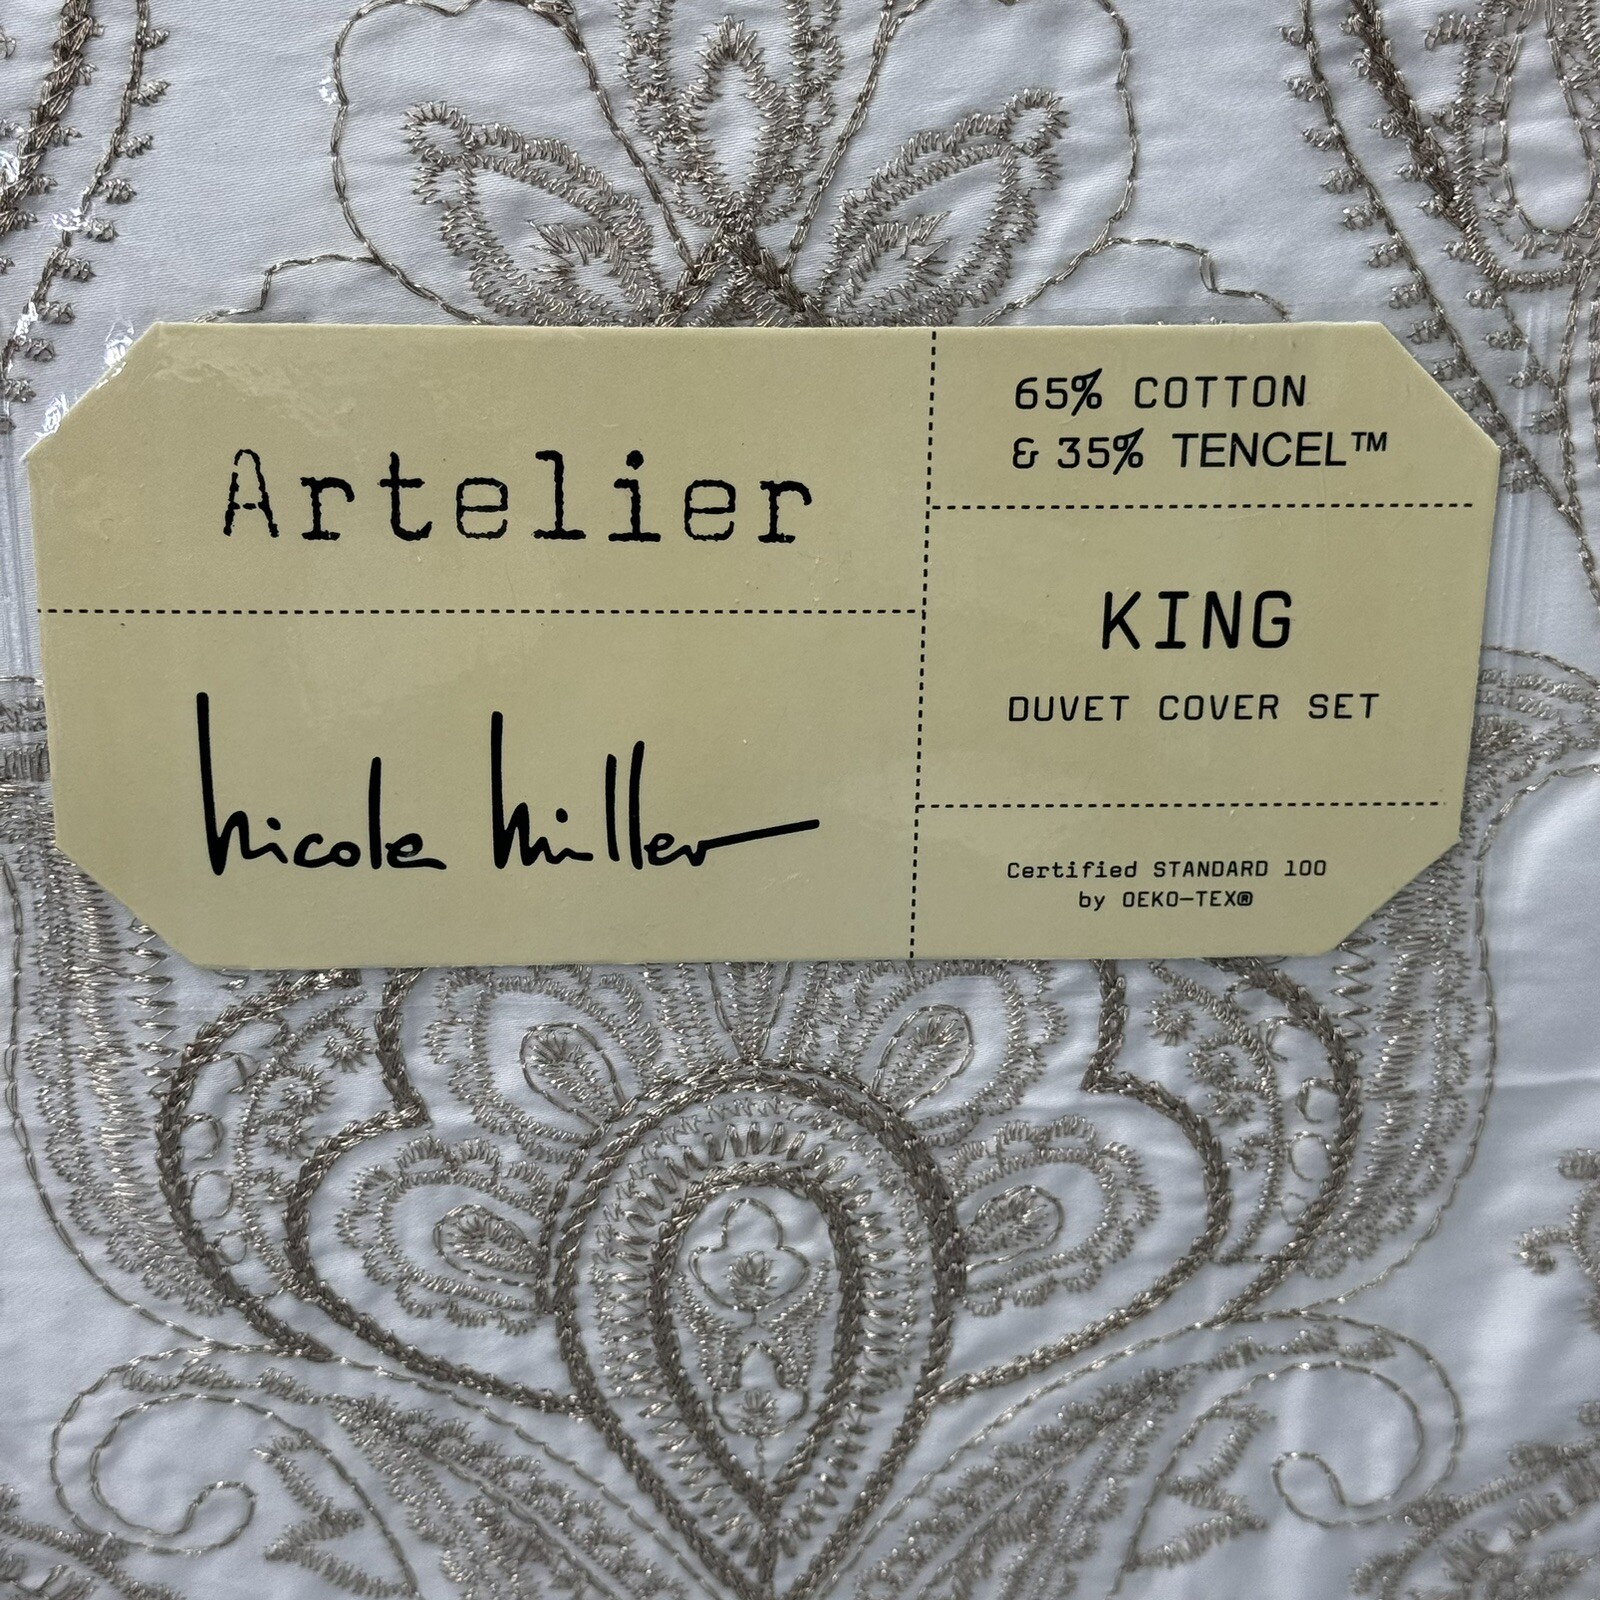 Artelier
nicole miller
65% COTTON
& 35% TENCEL™
KING
DUVET COVER SET
Certified STANDARD 100
by OEKO-TEX®